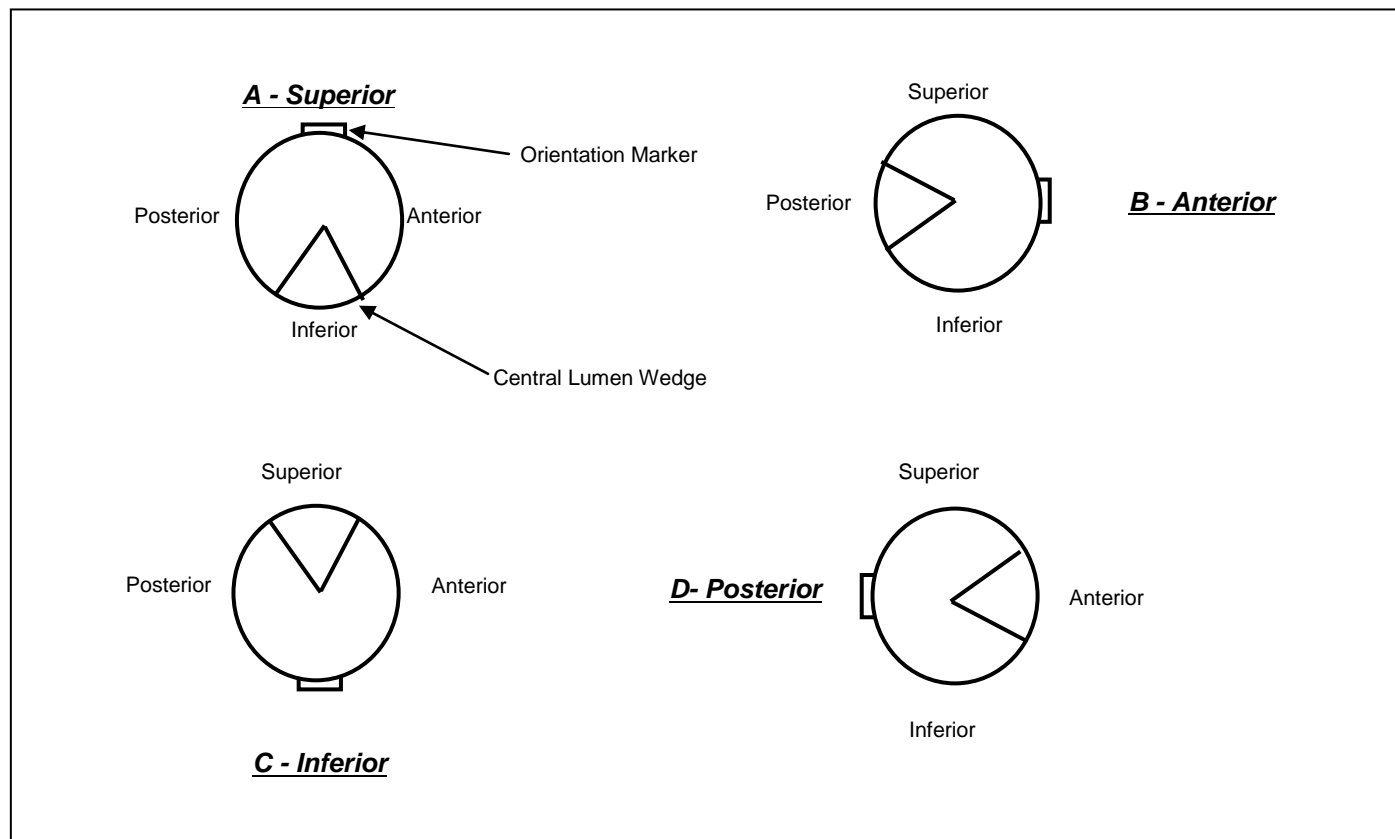 A - Superior
Orientation Marker
Posterior
Anterior
Inferior
Central Lumen Wedge
Superior
Posterior
B - Anterior
Inferior
Superior
Posterior
Anterior
C - Inferior
Superior
D- Posterior
Anterior
Inferior